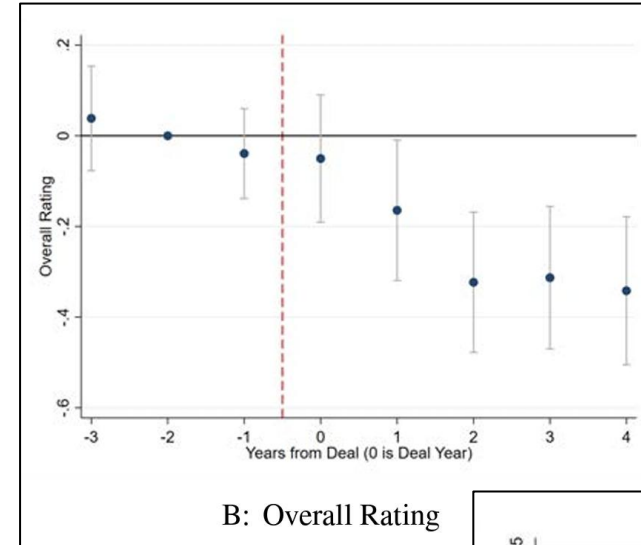 .2
0
-.2
-.4
-.6
Overall Rating
-3 -2 -1 0 1 2 3 4
Years from Deal (0 is Deal Year)
B: Overall Rating